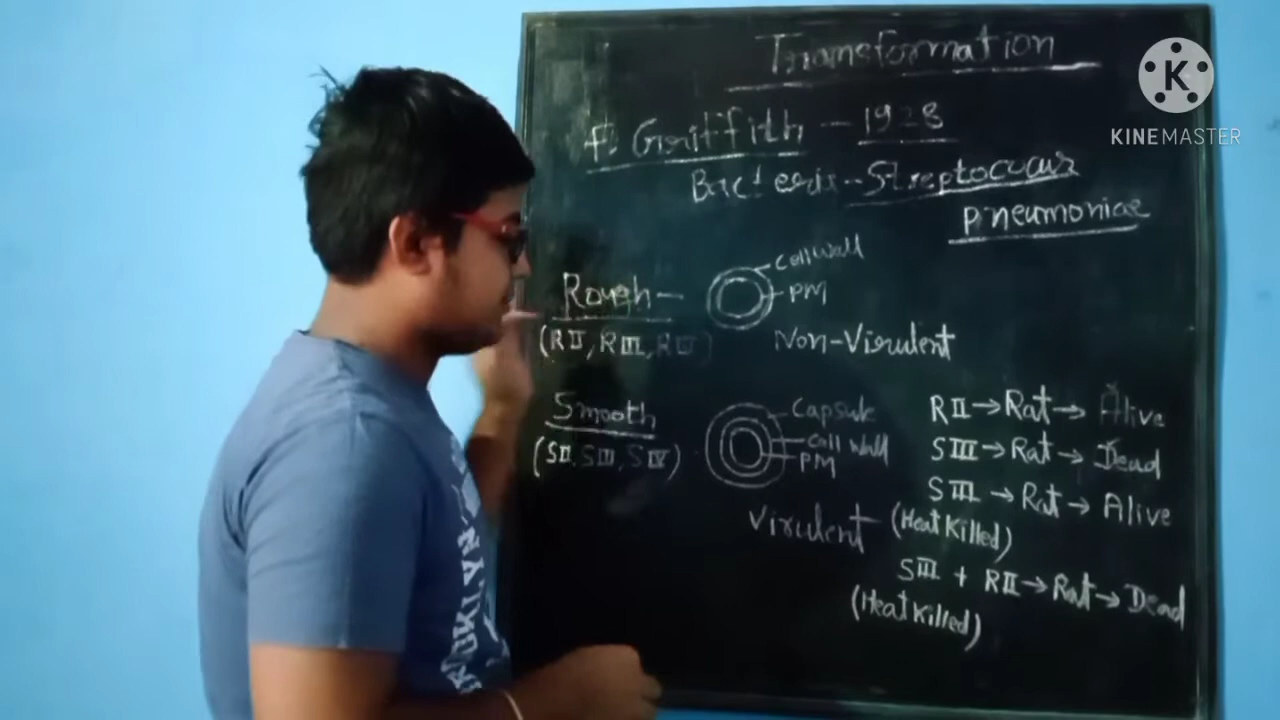 Transformation
F. Griffith - 1928
Bacteria - Streptococcus
Pneumoniae
Rough -
Cell Wall
PM
(RII, RIII, RIV)
Non-Virulent
Smooth
(SII, SIII, SIV)
Capsule
Cell Wall
PM
Virulent
RII → Rat → Alive
SIII → Rat → Dead
SIII → Rat → Alive
(Heat Killed)
SIII + RII → Rat → Dead
(Heat Killed)
K
KINEMASTER